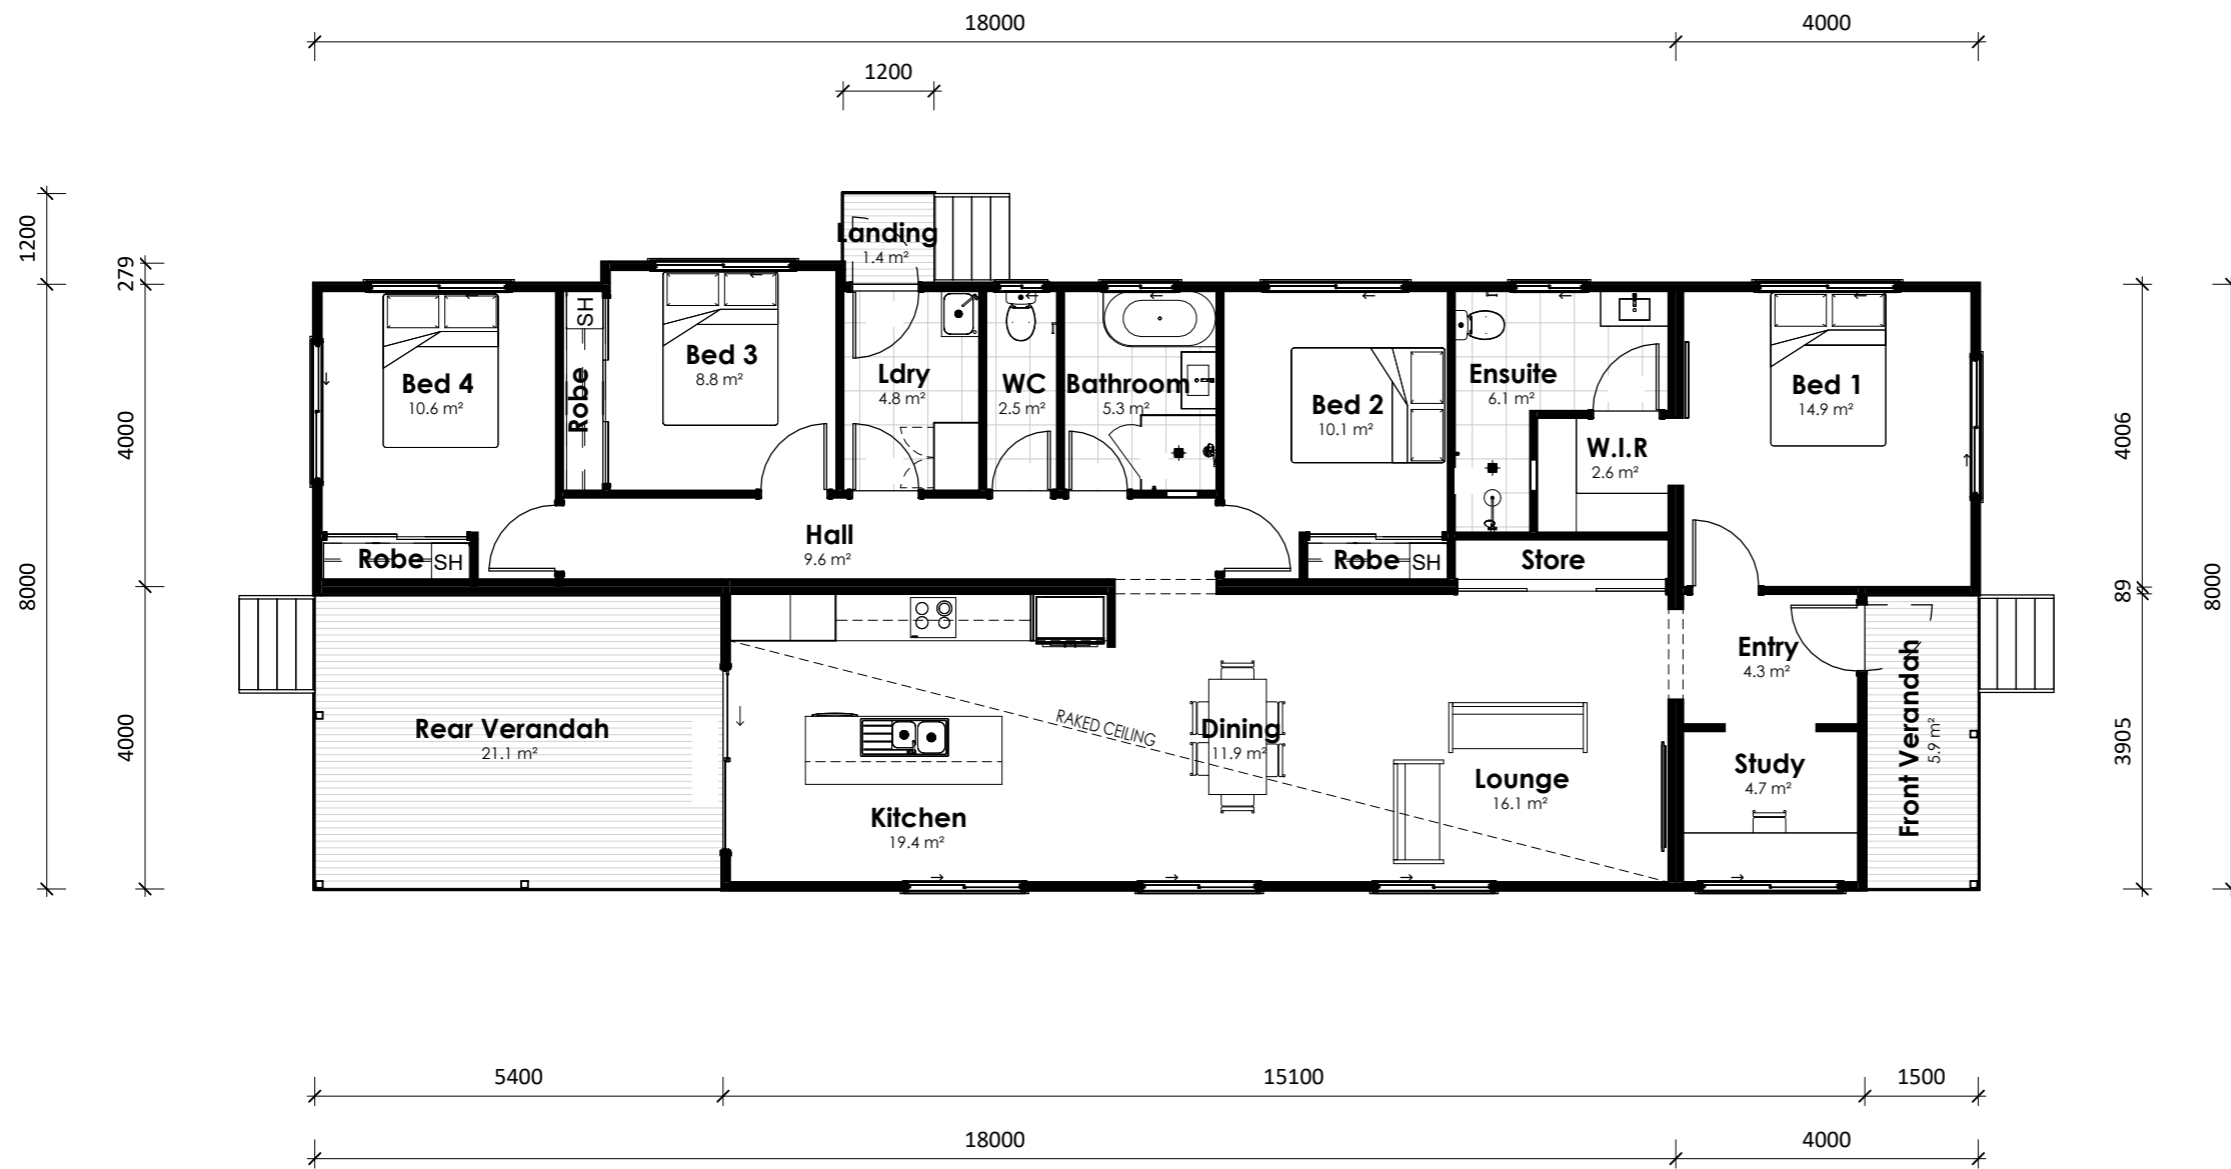 18000
4000
1200
1200
279
4000
8000
4000
Landing
1.4 m²
Bed 4
10.6 m²
SH
Robe
Bed 3
8.8 m²
Ldry
4.8 m²
WC
2.5 m²
Bathroom
5.3 m²
Bed 2
10.1 m²
Ensuite
6.1 m²
W.I.R
2.6 m²
Bed 1
14.9 m²
4006
89
3905
8000
Robe
SH
Hall
9.6 m²
Robe
SH
Store
Rear Verandah
21.1 m²
Kitchen
19.4 m²
RAKED CEILING
Dining
11.9 m²
Lounge
16.1 m²
Entry
4.3 m²
Study
4.7 m²
Front Verandah
5.9 m²
5400
15100
1500
18000
4000